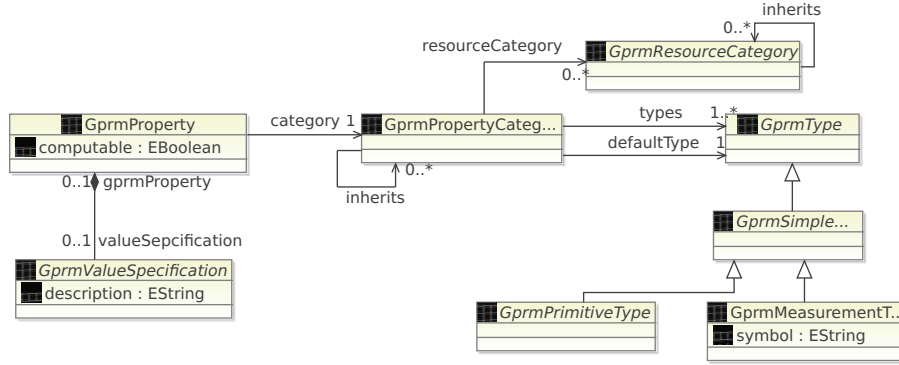 inherits
0..*
resourceCategory
GprmResourceCategory
0..*
types
1..*
GprmProperty
category 1
GprmPropertyCateg...
GprmType
computable : EBoolean
defaultType
1
0..*
0..1
gprmProperty
inherits
GprmSimple...
0..1
valueSepcification
GprmValueSpecification
description : EString
GprmPrimitiveType
GprmMeasurementT...
symbol : EString